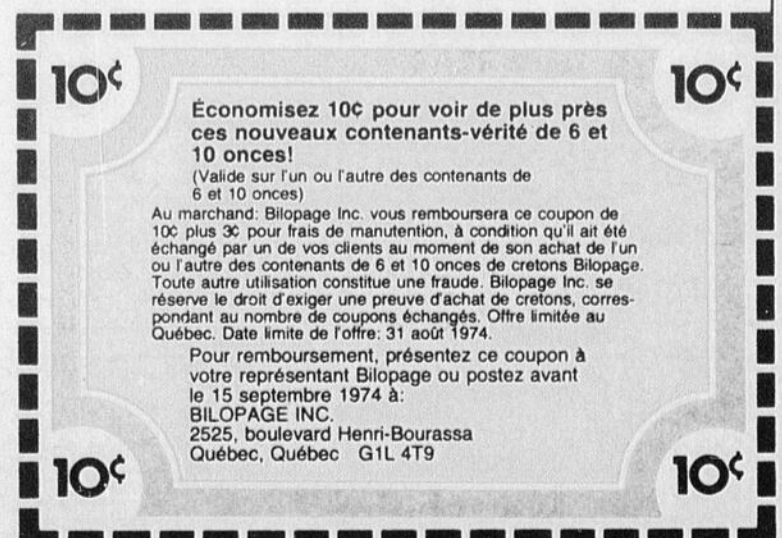 10¢ 10¢
Économisez 10¢ pour voir de plus près
ces nouveaux contenants-vérité de 6 et
10 onces!
(Valide sur l'un ou l'autre des contenants de
6 et 10 onces)
Au marchand: Bilopage Inc. vous remboursera ce coupon de
10¢ plus 3¢ pour frais de manutention, à condition qu'il ait été
échangé par un de vos clients au moment de son achat de l'un
ou l'autre des contenants de 6 et 10 onces de cretons Bilopage.
Toute autre utilisation constitue une fraude. Bilopage Inc. se
réserve le droit d'exiger une preuve d'achat de cretons, corres-
pondant au nombre de coupons échangés. Offre limitée au
Québec. Date limite de l'offre: 31 août 1974.
Pour remboursement, présentez ce coupon à
votre représentant Bilopage ou postez avant
le 15 septembre 1974 à:
BILOPAGE INC.
2525, boulevard Henri-Bourassa
Québec, Québec G1L 4T9
10¢ 10¢